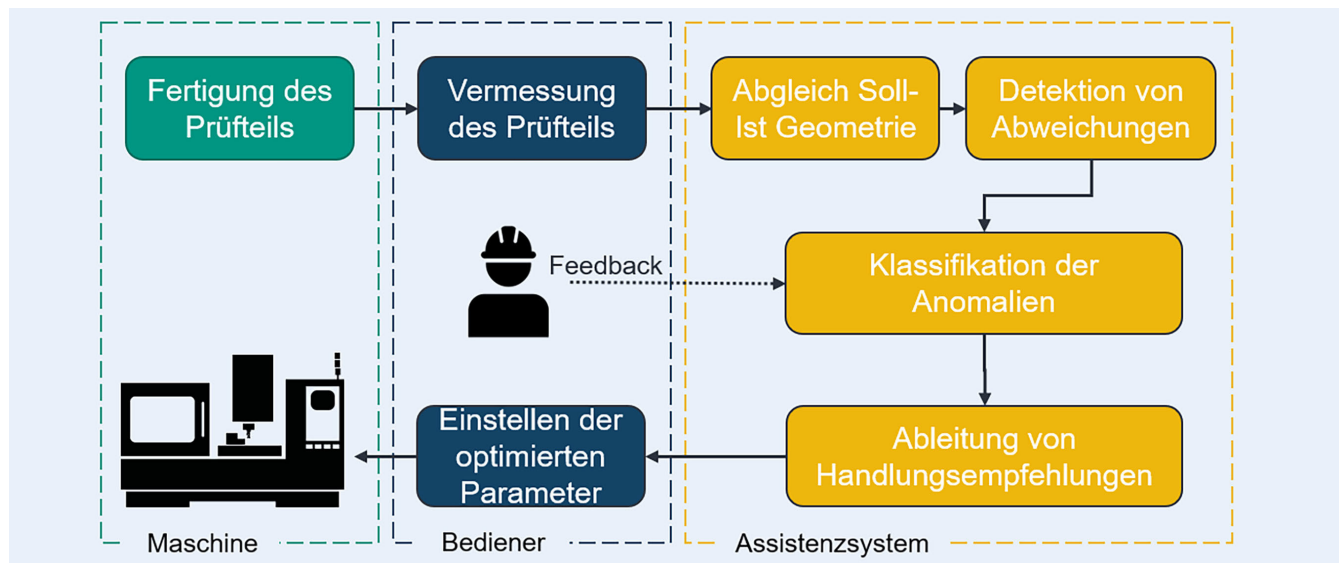 Fertigung des
Prüfteils
Vermessung
des Prüfteils
Abgleich Soll-
Ist Geometrie
Detektion von
Abweichungen
Feedback
Klassifikation der
Anomalien
Einstellen der
optimierten
Parameter
Ableitung von
Handlungsempfehlungen
Maschine
Bediener
Assistenzsystem